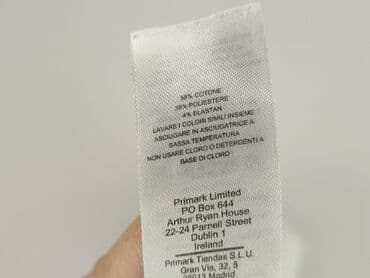 58% COTONE
38% POLIESTERE
4% ELASTAN
LAVARE I COLORI SIMILI INSIEME
ASCIUGARE IN ASCIUGATRICE A
BASSA TEMPERATURA
NON USARE CLORO O DETERGENTI A
BASE DI CLORO
Primark Limited
PO Box 644
Arthur Ryan House
22-24 Parnell Street
Dublin 1
Ireland
Primark Tiendas S.L.U.
Gran Via, 32, 5
28013 Madrid